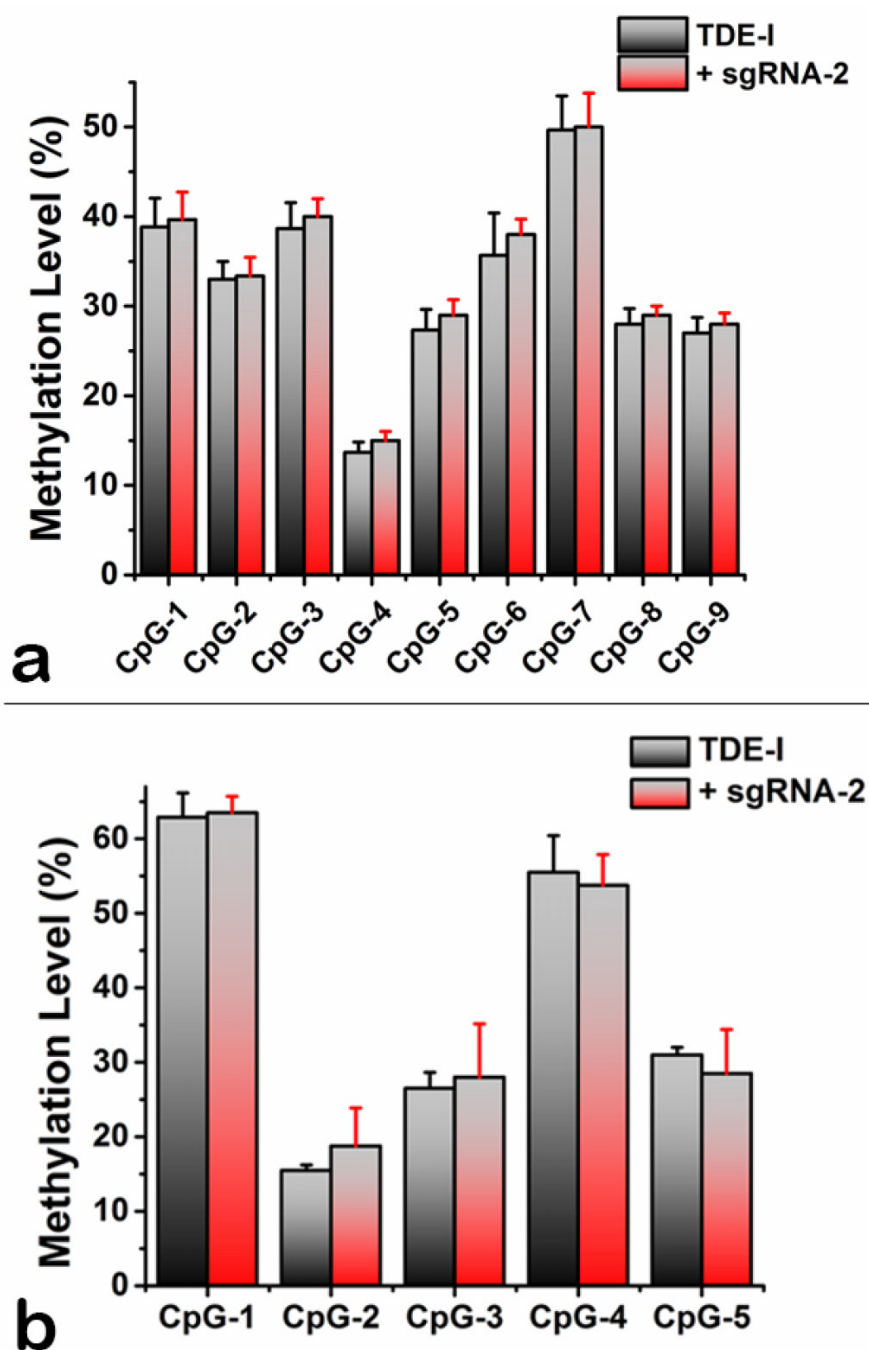 TDE-I
+ sgRNA-2
Methylation Level (%)
50
40
30
20
10
0
CpG-1 CpG-2 CpG-3 CpG-4 CpG-5 CpG-6 CpG-7 CpG-8 CpG-9
a
TDE-I
+ sgRNA-2
Methylation Level (%)
60
50
40
30
20
10
0
CpG-1 CpG-2 CpG-3 CpG-4 CpG-5
b